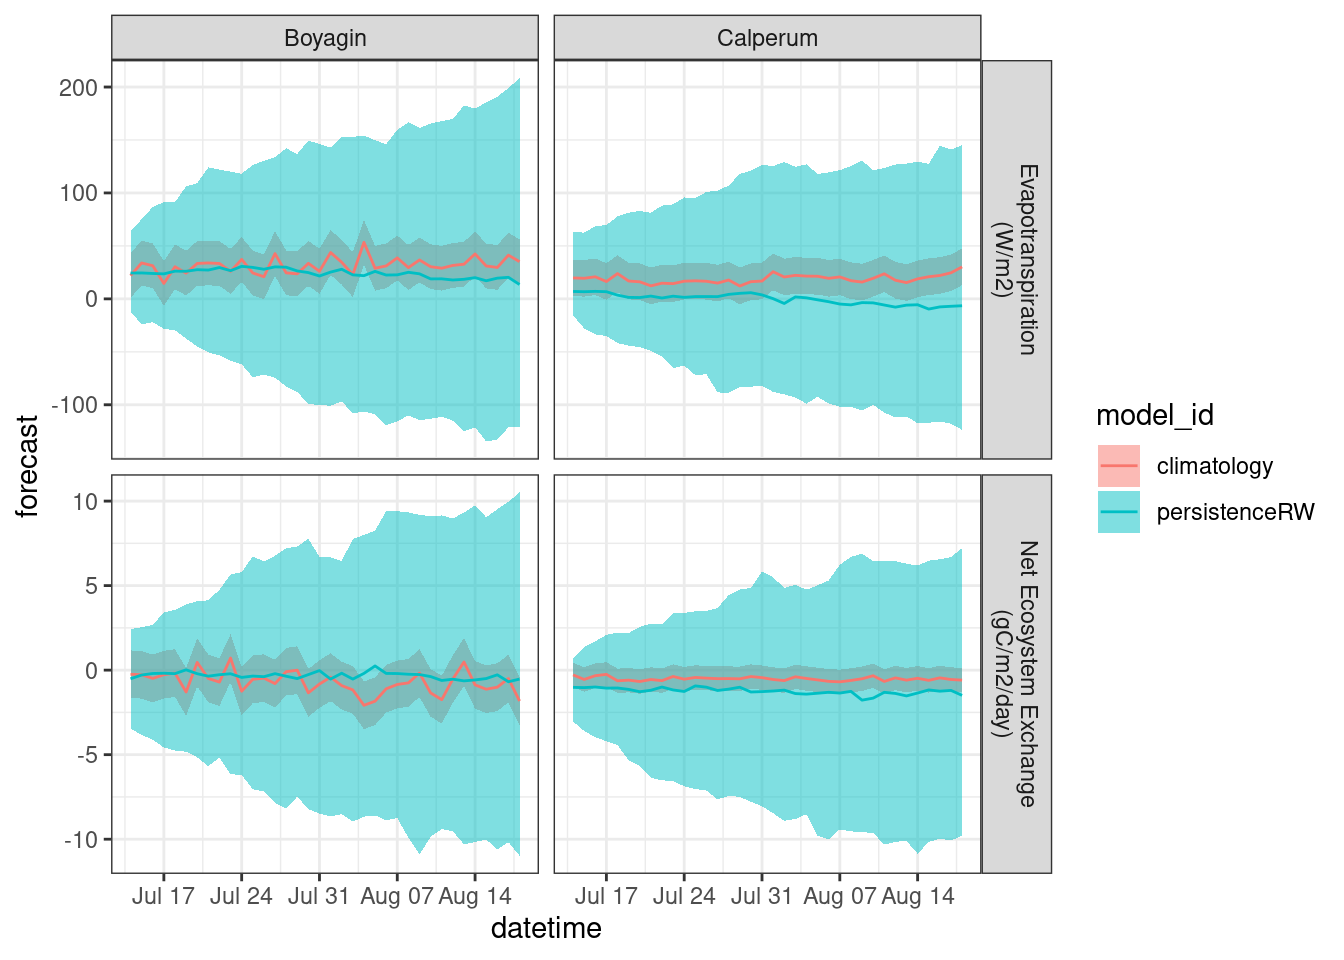 Boyagin
Calperum
200
100
0
-100
Evapotranspiration
(W/m2)
10
5
0
-5
-10
Net Ecosystem Exchange
(gC/m2/day)
forecast
Jul 17 Jul 24 Jul 31 Aug 07 Aug 14
Jul 17 Jul 24 Jul 31 Aug 07 Aug 14
datetime
model_id
climatology
persistenceRW